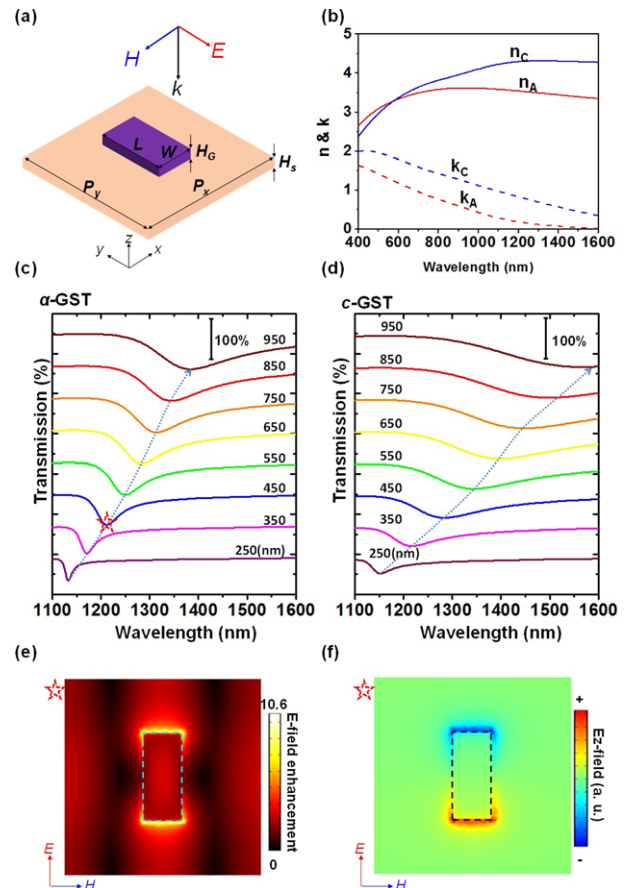 (a)
H
E
k
L
W
H_G
H_s
P_y
P_x
z
y
x
(b)
n & k
5
4
3
2
1
0
n_C
n_A
k_C
k_A
400 600 800 1000 1200 1400 1600
Wavelength (nm)
(c)
α-GST
Transmission (%)
100%
950
850
750
650
550
450
350
250(nm)
1100 1200 1300 1400 1500 1600
Wavelength (nm)
(d)
c-GST
Transmission (%)
100%
950
850
750
650
550
450
350
250(nm)
1100 1200 1300 1400 1500 1600
Wavelength (nm)
(e)
10.6
E-field enhancement
0
E
H
(f)
+
Ez-field (a. u.)
-
E
H